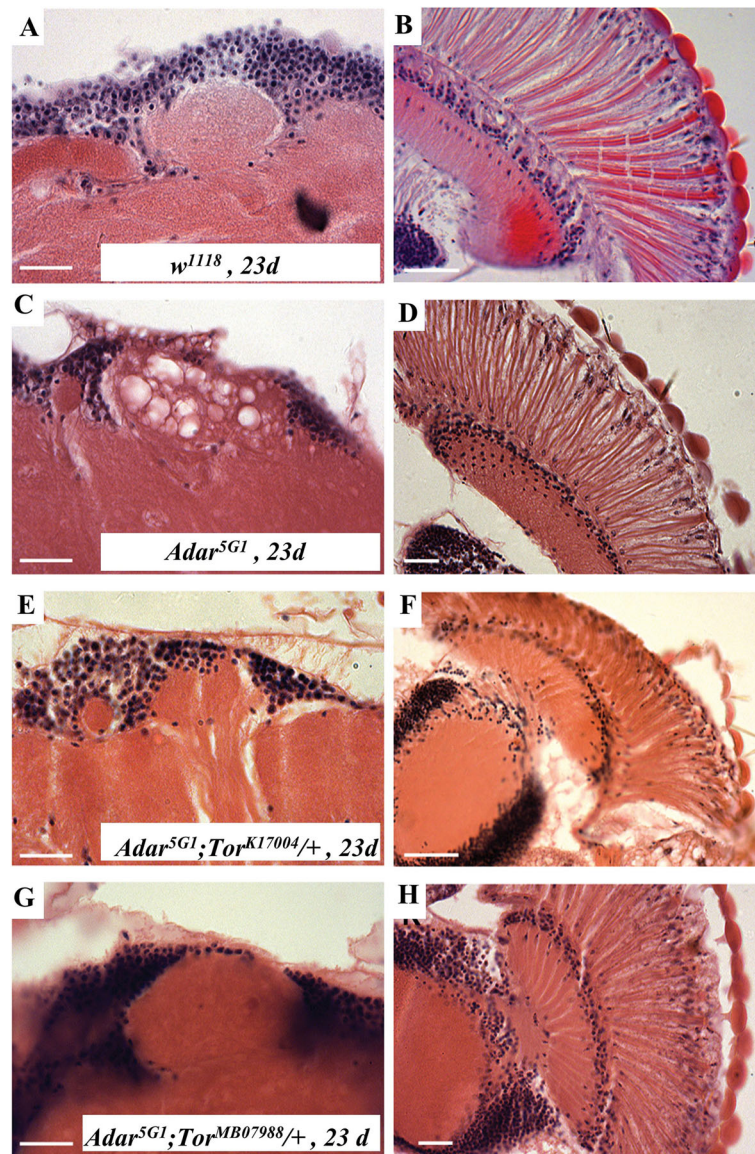 A
B
w1118 , 23d
C
D
Adar5G1 , 23d
E
F
Adar5G1;TorK17004/+ , 23d
G
H
Adar5G1;TorMB07988/+ , 23 d